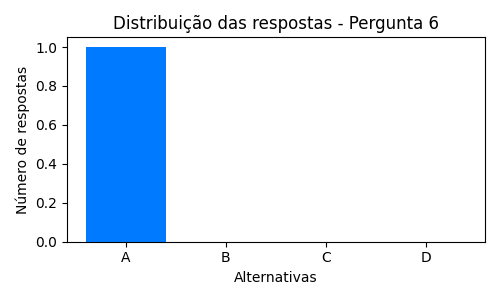 Distribuição das respostas - Pergunta 6
Número de respostas
1.0
0.8
0.6
0.4
0.2
0.0
A B C D
Alternativas